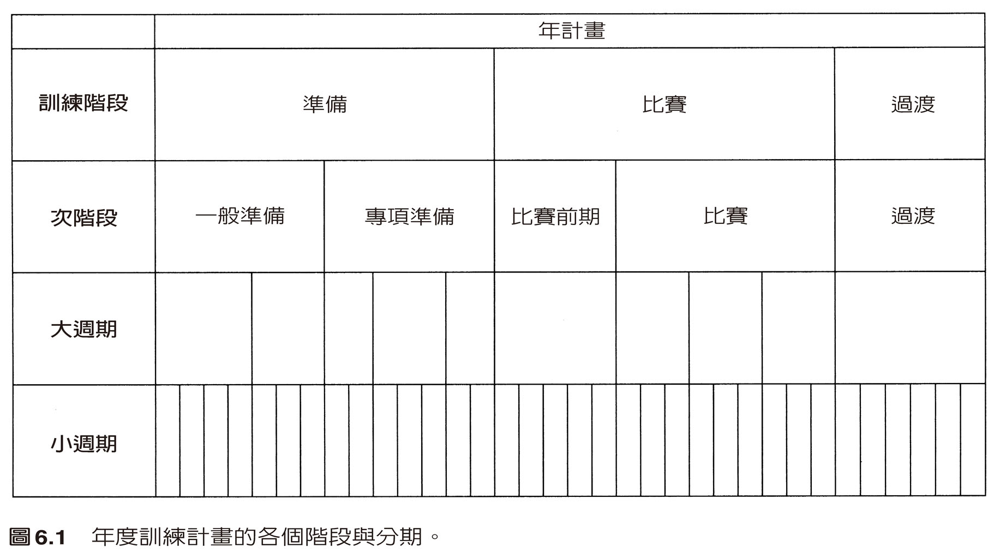 年計畫
訓練階段 準備 比賽 過渡
次階段 一般準備 專項準備 比賽前期 比賽 過渡
大週期
小週期
圖6.1 年度訓練計畫的各個階段與分期。